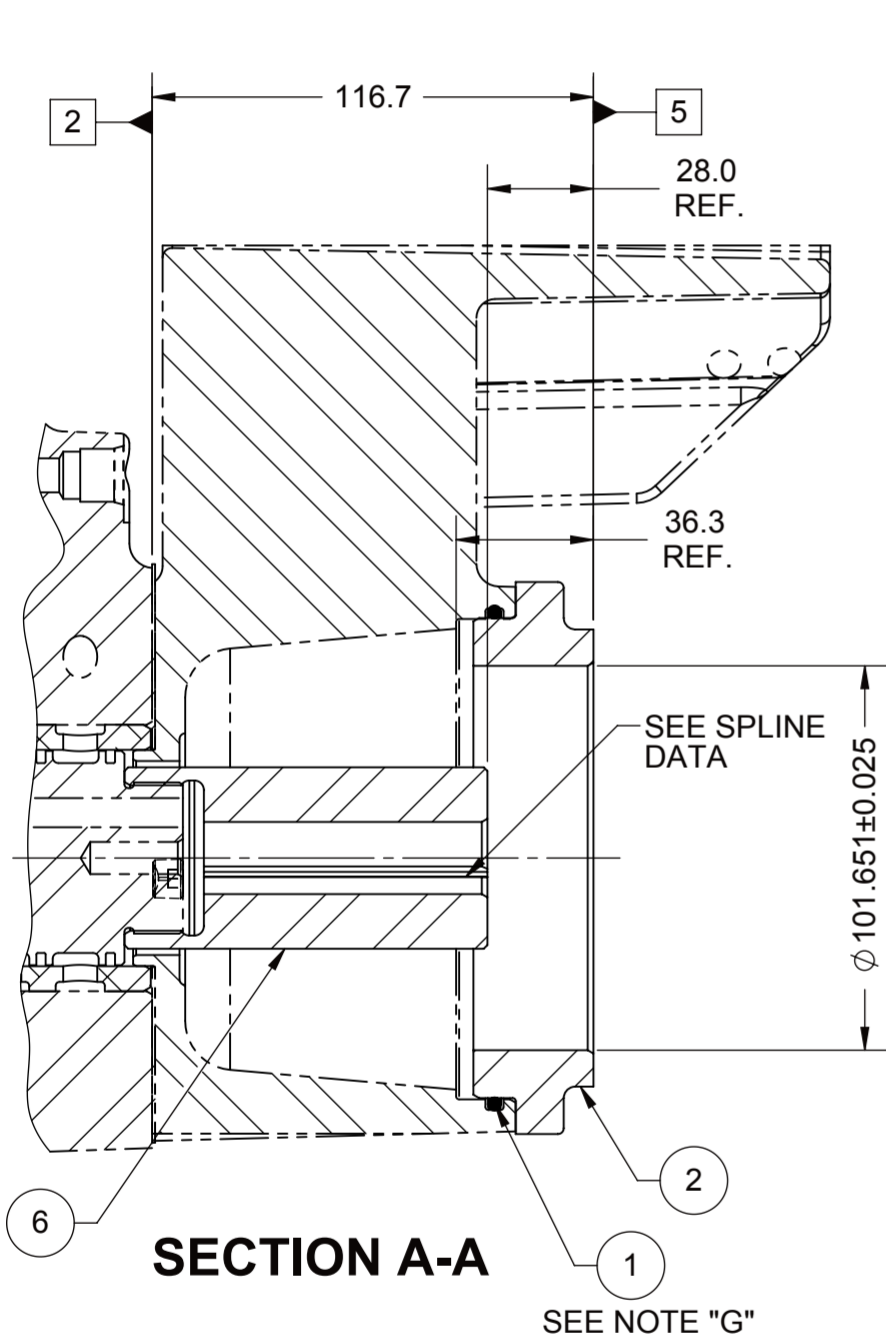 116.7
2
5
28.0
REF.
36.3
REF.
SEE SPLINE
DATA
⌀101.651±0.025
6
SECTION A-A
2
1
SEE NOTE "G"